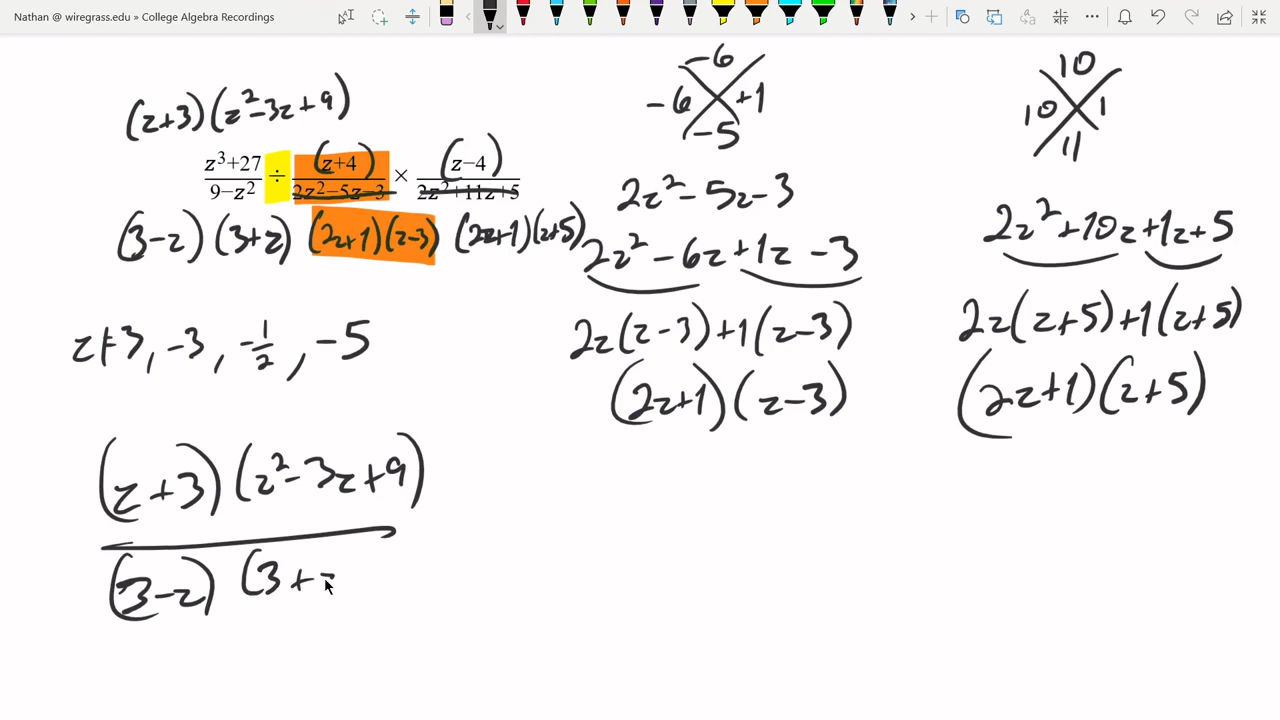 Nathan @ wiregrass.edu » College Algebra Recordings
(z+3)(z²-3z+9)
z³+27 / 9−z² ÷ (z+4) / 2z²−5z−3 × (z−4) / 2z²+11z+5
(3-z)(3+z) (2z+1)(z-3) (2z+1)(z+5)
z≠3, -3, -1/2, -5
(z+3)(z²-3z+9)
(3-z)(3+z
-6
-6 +1
-5
2z²-5z-3
2z²-6z+1z-3
2z(z-3)+1(z-3)
(2z+1)(z-3)
10
10 1
11
2z²+10z+1z+5
2z(z+5)+1(z+5)
(2z+1)(z+5)